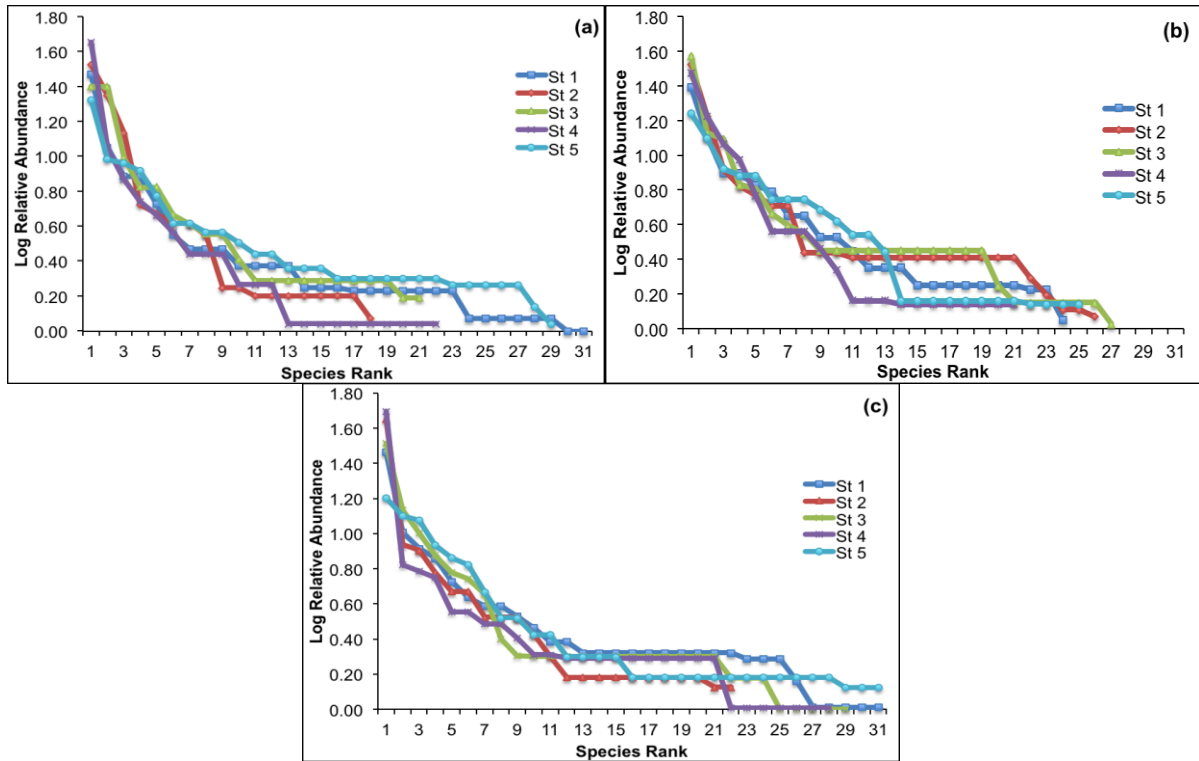 (a)
Log Relative Abundance
1.80
1.60
1.40
1.20
1.00
0.80
0.60
0.40
0.20
0.00
St 1
St 2
St 3
St 4
St 5
1 3 5 7 9 11 13 15 17 19 21 23 25 27 29 31
Species Rank
(b)
Log Relative Abundance
1.80
1.60
1.40
1.20
1.00
0.80
0.60
0.40
0.20
0.00
St 1
St 2
St 3
St 4
St 5
1 3 5 7 9 11 13 15 17 19 21 23 25 27 29 31
Species Rank
(c)
Log Relative Abundance
1.80
1.60
1.40
1.20
1.00
0.80
0.60
0.40
0.20
0.00
St 1
St 2
St 3
St 4
St 5
1 3 5 7 9 11 13 15 17 19 21 23 25 27 29 31
Species Rank